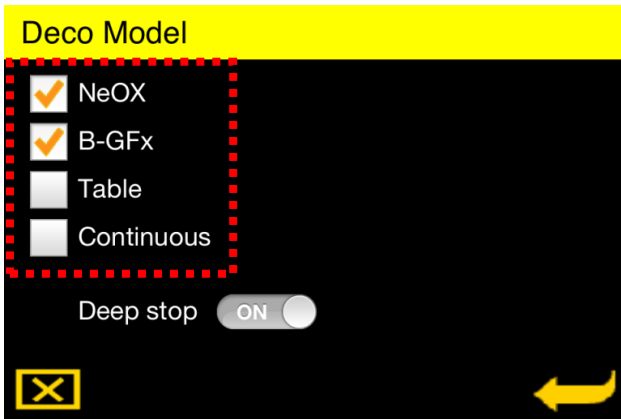 Deco Model
NeOX
B-GFx
Table
Continuous
Deep stop ON